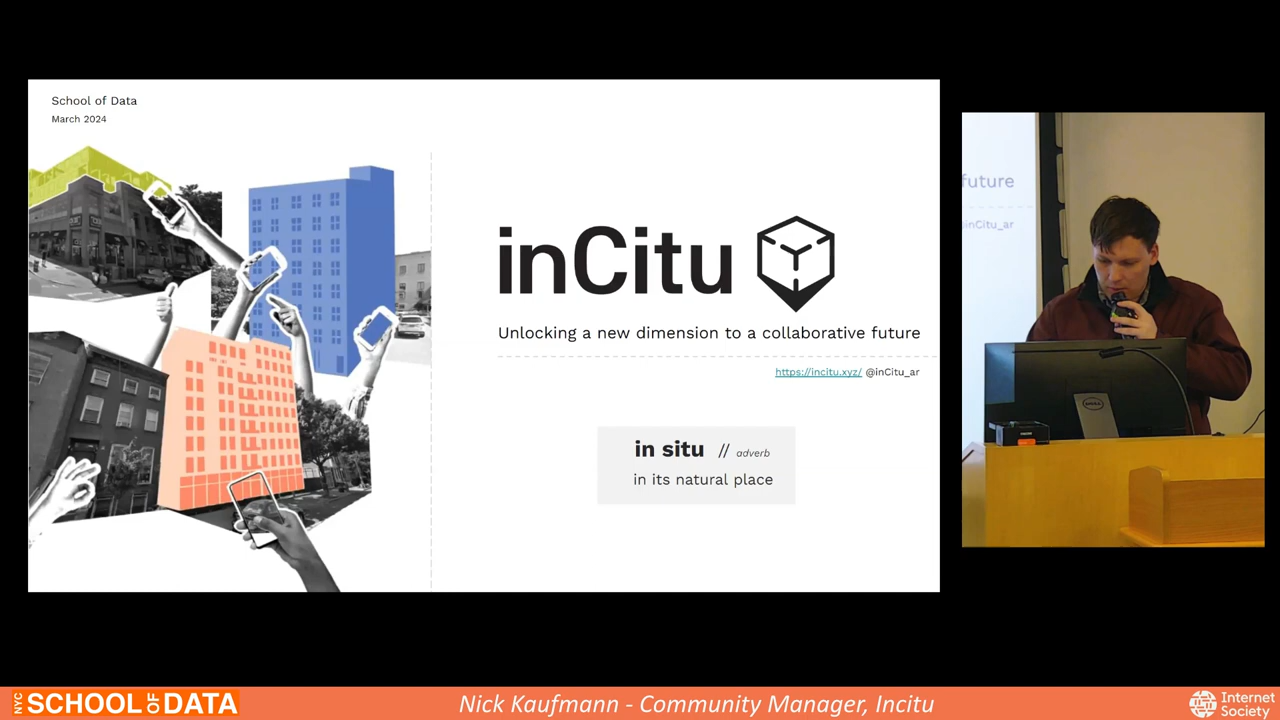 School of Data
March 2024
inCitu
Unlocking a new dimension to a collaborative future
https://incitu.xyz/ @inCitu_ar
in situ // adverb
in its natural place
future
inCitu_ar
DELL
NYC SCHOOL OF DATA
Nick Kaufmann - Community Manager, Incitu
Internet
Society